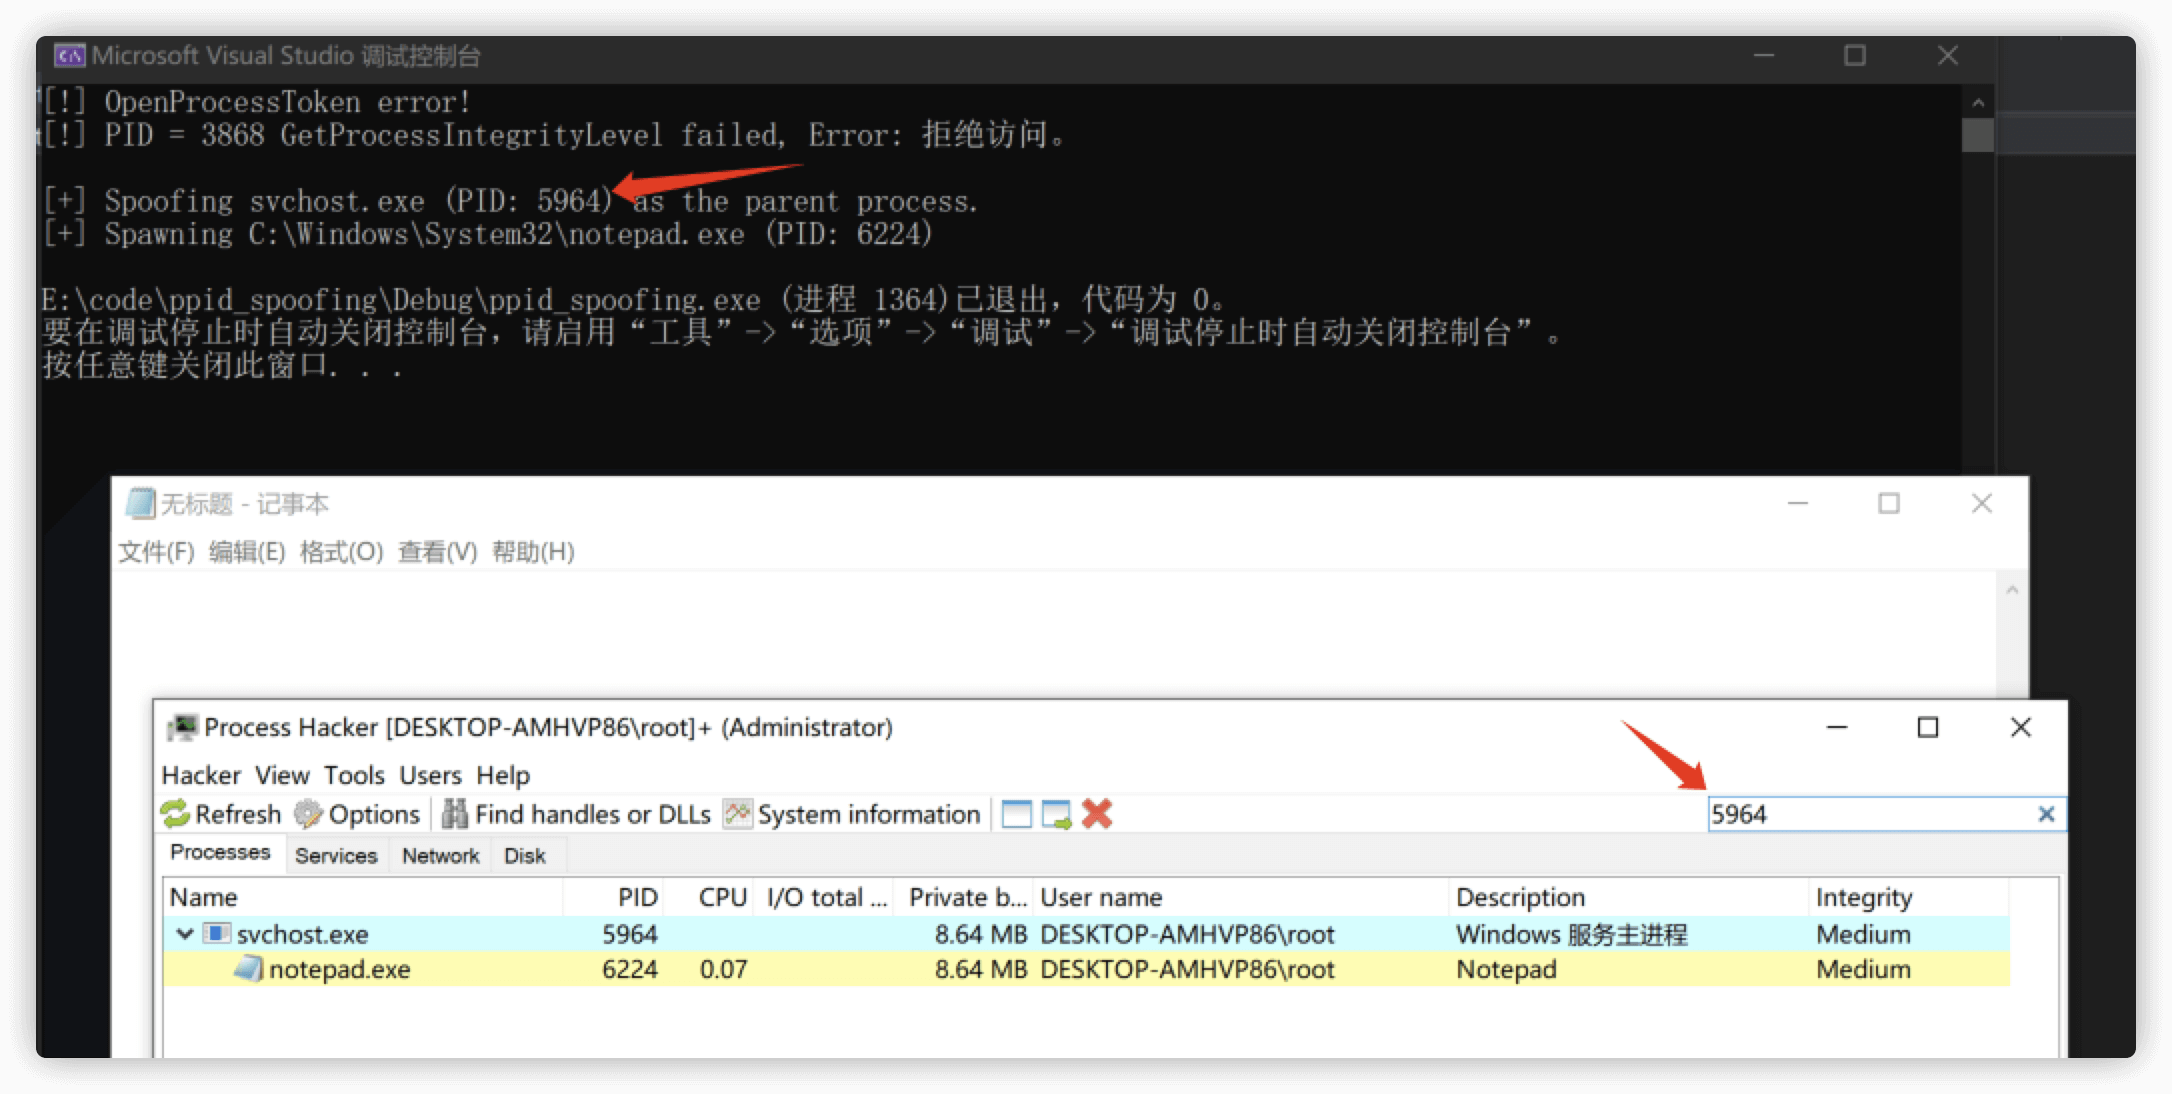 Microsoft Visual Studio 调试控制台
[!] OpenProcessToken error!
[!] PID = 3868 GetProcessIntegrityLevel failed, Error: 拒绝访问。
[+] Spoofing svchost.exe (PID: 5964) as the parent process.
[+] Spawning C:\Windows\System32\notepad.exe (PID: 6224)
E:\code\ppid_spoofing\Debug\ppid_spoofing.exe (进程 1364)已退出，代码为 0。
要在调试停止时自动关闭控制台，请启用“工具”->“选项”->“调试”->“调试停止时自动关闭控制台”。
按任意键关闭此窗口. . .
无标题 - 记事本
文件(F) 编辑(E) 格式(O) 查看(V) 帮助(H)
Process Hacker [DESKTOP-AMHVP86\root]+ (Administrator)
Hacker View Tools Users Help
Refresh Options Find handles or DLLs System information 5964
Processes Services Network Disk
Name PID CPU I/O total ... Private b... User name Description Integrity
svchost.exe 5964 8.64 MB DESKTOP-AMHVP86\root Windows 服务主进程 Medium
notepad.exe 6224 0.07 8.64 MB DESKTOP-AMHVP86\root Notepad Medium